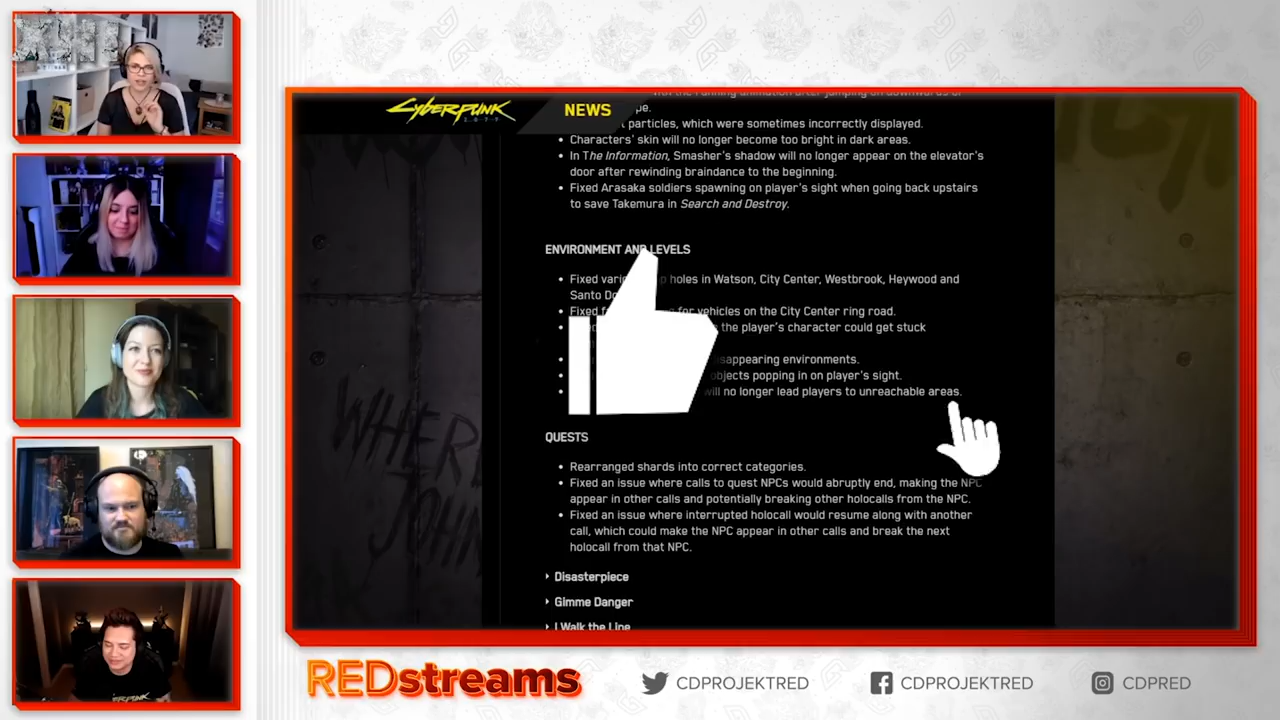 CYBERPUNK
2077
NEWS
pe.
particles, which were sometimes incorrectly displayed.
• Characters' skin will no longer become too bright in dark areas.
• In The Information, Smasher's shadow will no longer appear on the elevator's
door after rewinding braindance to the beginning.
• Fixed Arasaka soldiers spawning on player's sight when going back upstairs
to save Takemura in Search and Destroy.
ENVIRONMENT AND LEVELS
• Fixed holes in Watson, City Center, Westbrook, Heywood and
Santo
• Fixed for vehicles on the City Center ring road.
• the player's character could get stuck
• disappearing environments.
• objects popping in on player's sight.
• will no longer lead players to unreachable areas.
QUESTS
• Rearranged shards into correct categories.
• Fixed an issue where calls to quest NPCs would abruptly end, making the NPC
appear in other calls and potentially breaking other holocalls from the NPC.
• Fixed an issue where interrupted holocall would resume along with another
call, which could make the NPC appear in other calls and break the next
holocall from that NPC.
Disasterpiece
Gimme Danger
I Walk the Line
REDstreams
CDPROJEKTRED
CDPROJEKTRED
CDPRED